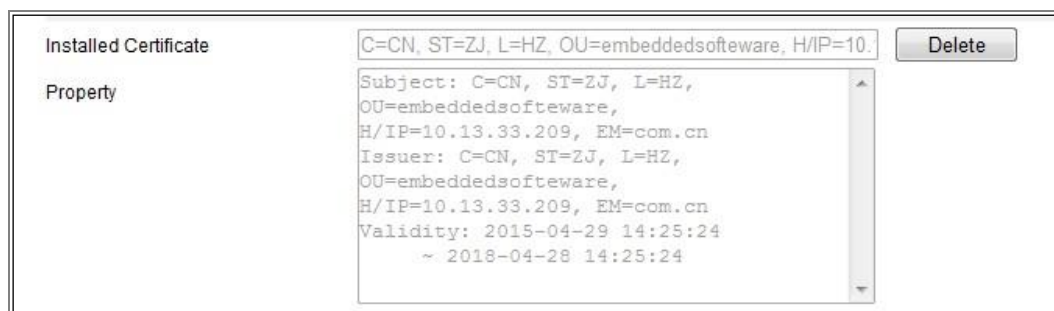 Installed Certificate C=CN, ST=ZJ, L=HZ, OU=embeddedsofteware, H/IP=10. Delete
Property
Subject: C=CN, ST=ZJ, L=HZ,
OU=embeddedsofteware,
H/IP=10.13.33.209, EM=com.cn
Issuer: C=CN, ST=ZJ, L=HZ,
OU=embeddedsofteware,
H/IP=10.13.33.209, EM=com.cn
Validity: 2015-04-29 14:25:24
~ 2018-04-28 14:25:24